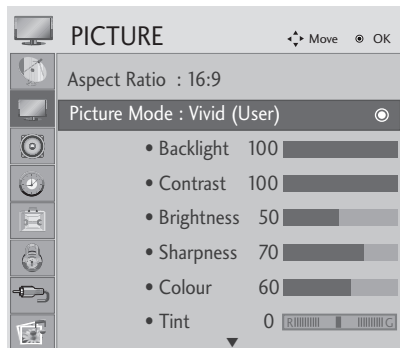 PICTURE Move OK
Aspect Ratio : 16:9
Picture Mode : Vivid (User)
• Backlight 100
• Contrast 100
• Brightness 50
• Sharpness 70
• Colour 60
• Tint 0 R G